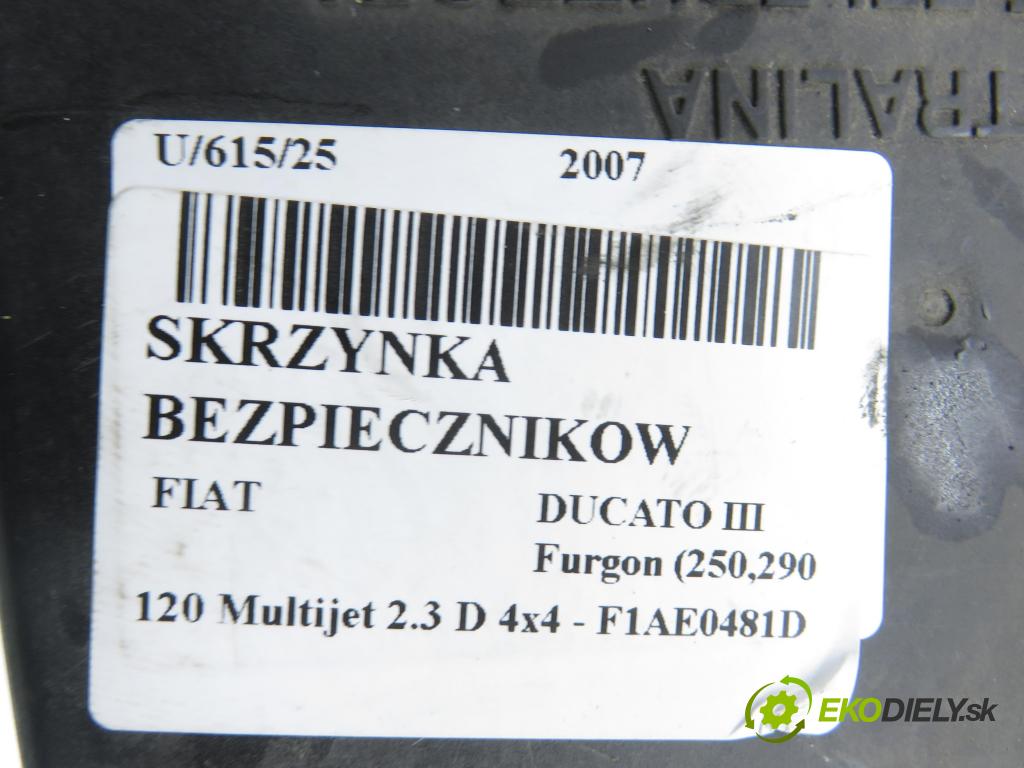 TRALINA
U/615/25 2007
SKRZYNKA
BEZPIECZNIKOW
FIAT DUCATO III
Furgon (250,290
120 Multijet 2.3 D 4x4 - F1AE0481D
EKODIELY.sk